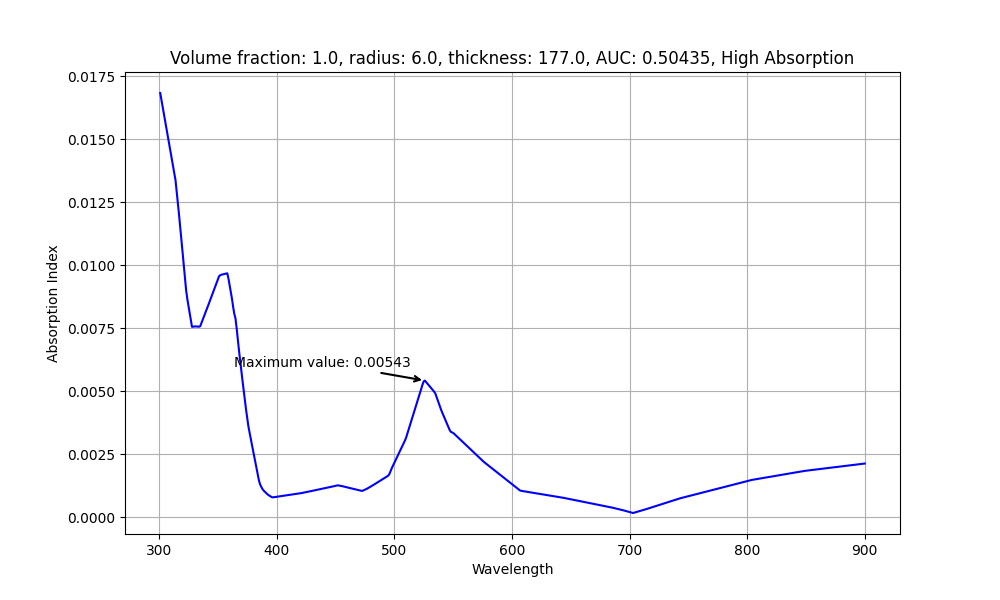 Volume fraction: 1.0, radius: 6.0, thickness: 177.0, AUC: 0.50435, High Absorption
0.0175
0.0150
0.0125
0.0100
0.0075
0.0050
0.0025
0.0000
Absorption Index
Maximum value: 0.00543
300 400 500 600 700 800 900
Wavelength